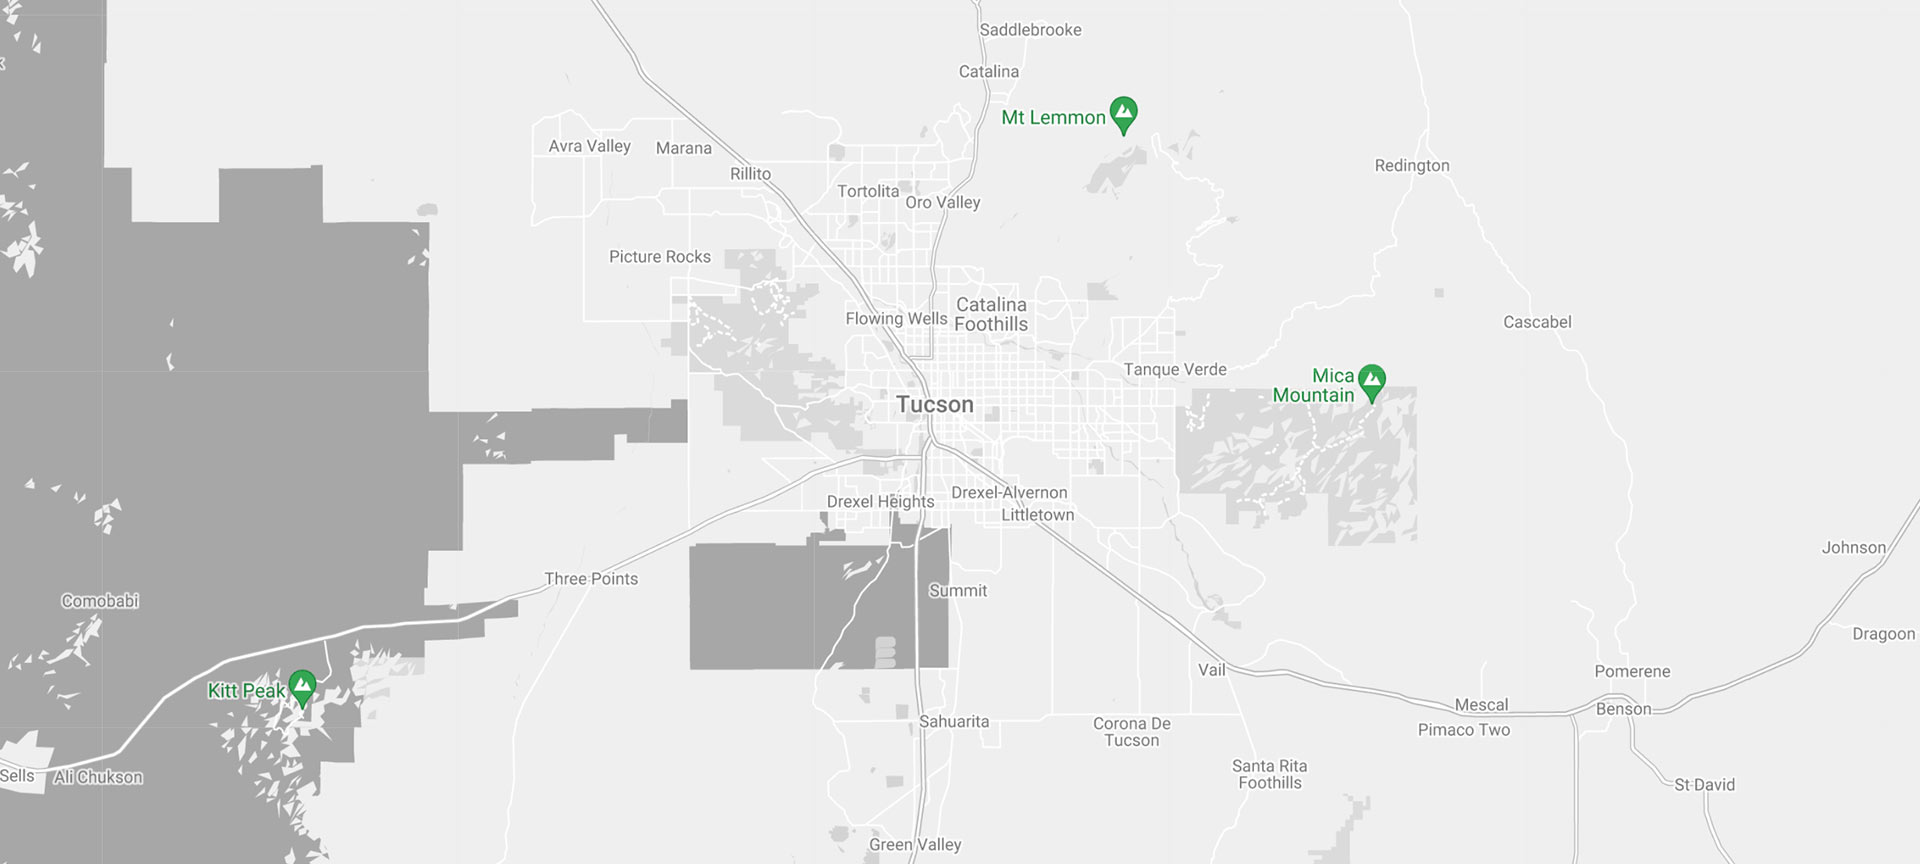 Saddlebrooke
Catalina
Mt Lemmon
Avra Valley
Marana
Redington
Rillito
Tortolita
Oro Valley
Picture Rocks
Catalina
Foothills
Flowing Wells
Cascabel
Tanque Verde
Mica
Mountain
Tucson
Drexel-Alvernon
Drexel Heights
Littletown
Johnson
Three Points
Summit
Comobabi
Dragoon
Vail
Pomerene
Kitt Peak
Mescal
Benson
Sahuarita
Corona De
Tucson
Pimaco Two
Santa Rita
Foothills
Sells
Ali Chukson
St David
Green Valley